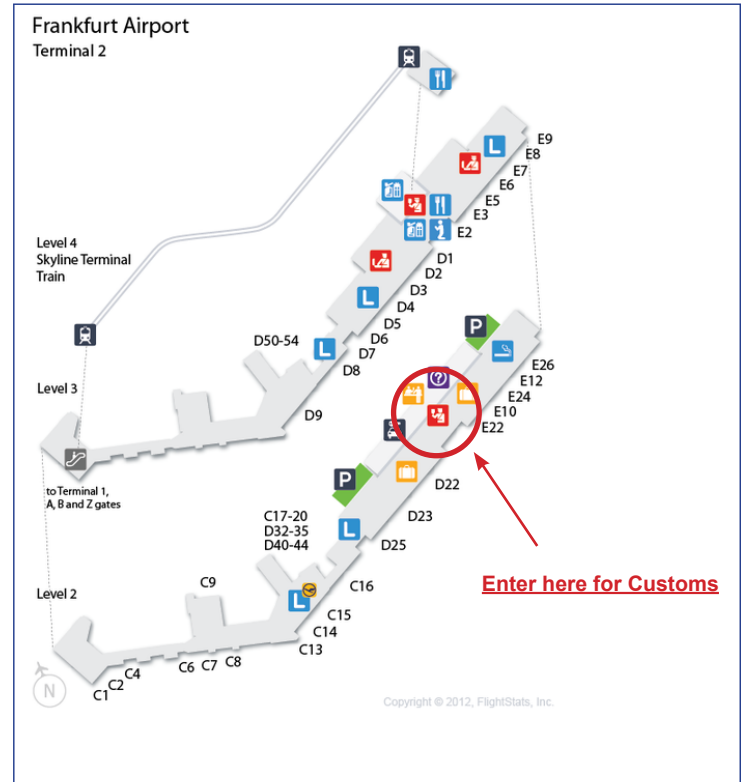 Frankfurt Airport
Terminal 2
E9
E8
E7
E6
E5
E3
E2
D1
D2
D3
D4
D5
D6
D7
D8
D9
D50-54
Level 4
Skyline Terminal
Train
Level 3
to Terminal 1,
A, B and Z gates
L
L
L
P
?
E26
E12
E24
E10
E22
P
D22
D23
D25
L
C17-20
D32-35
D40-44
C16
C15
C14
C13
L
Enter here for Customs
Level 2
C9
C8
C7
C6
C4
C2
C1
N
Copyright © 2012, FlightStats, Inc.